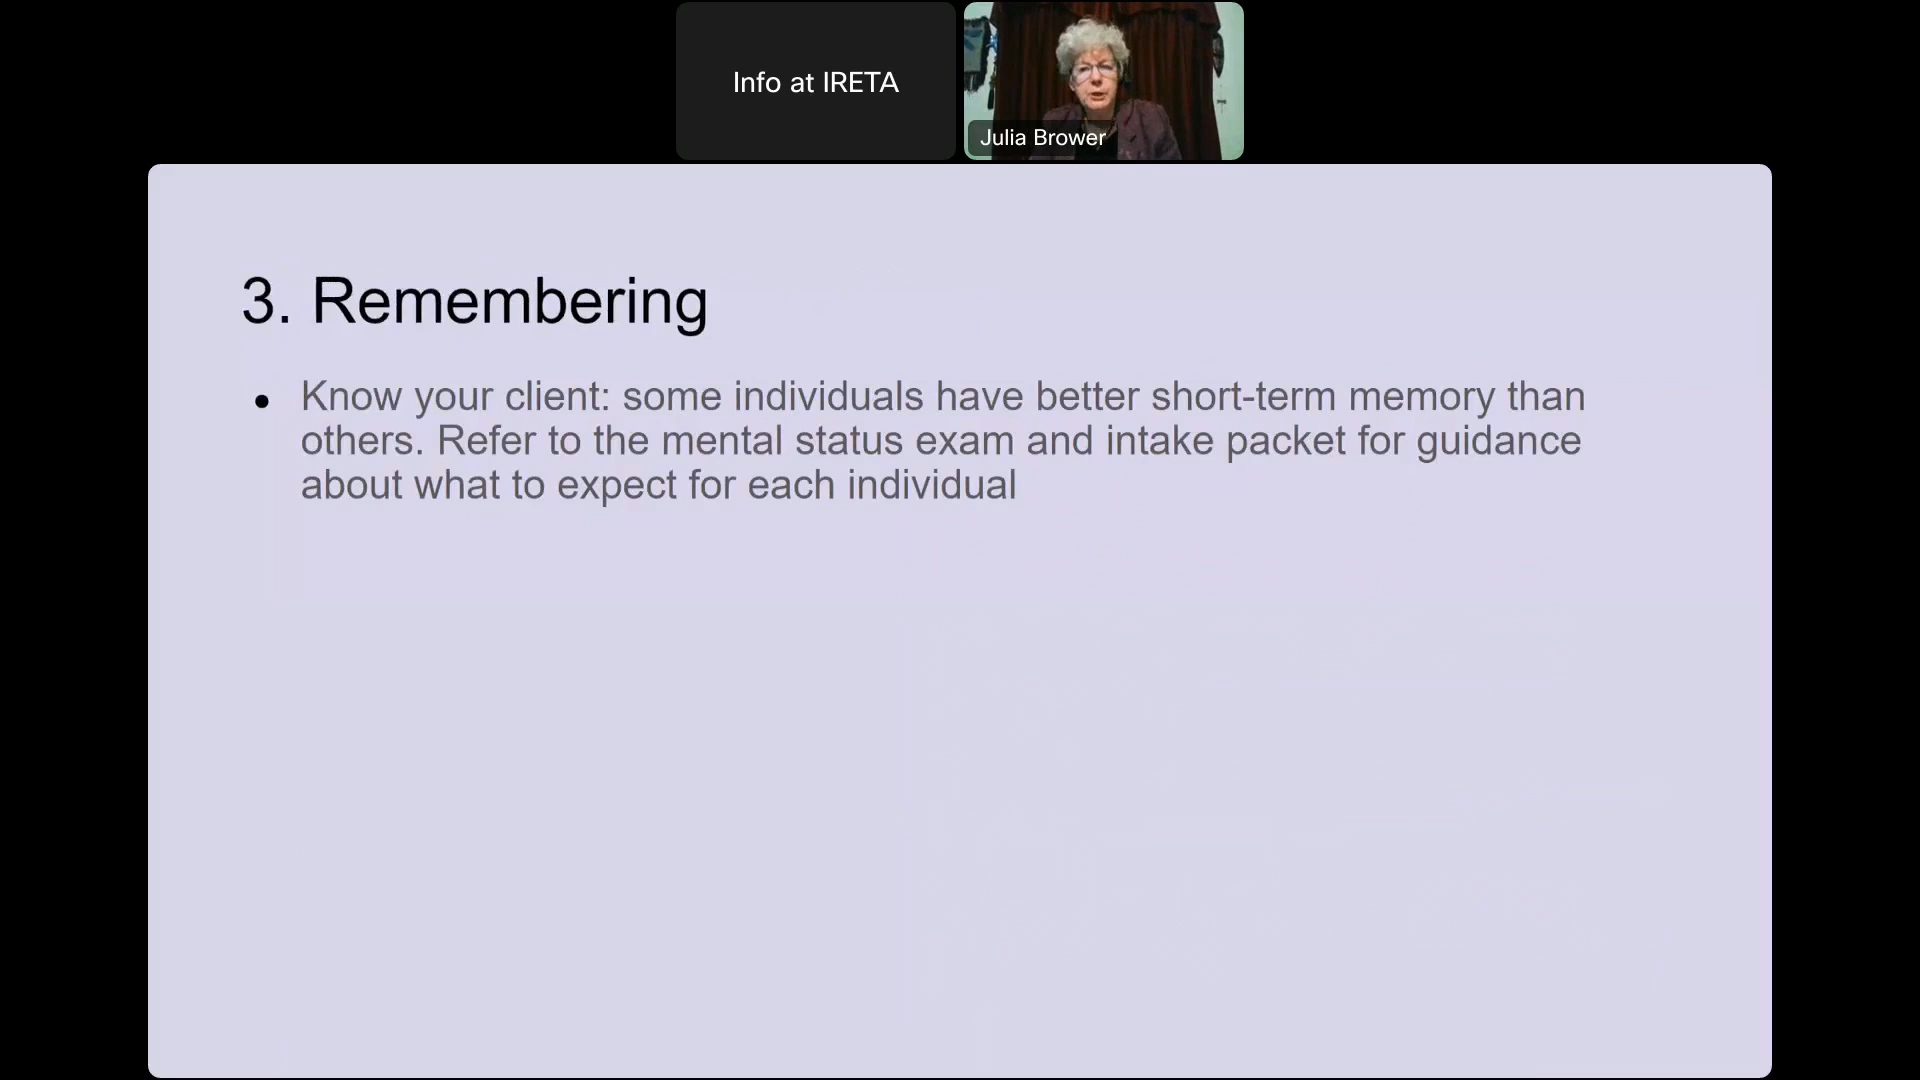 Info at IRETA
Julia Brower
3. Remembering
● Know your client: some individuals have better short-term memory than
others. Refer to the mental status exam and intake packet for guidance
about what to expect for each individual